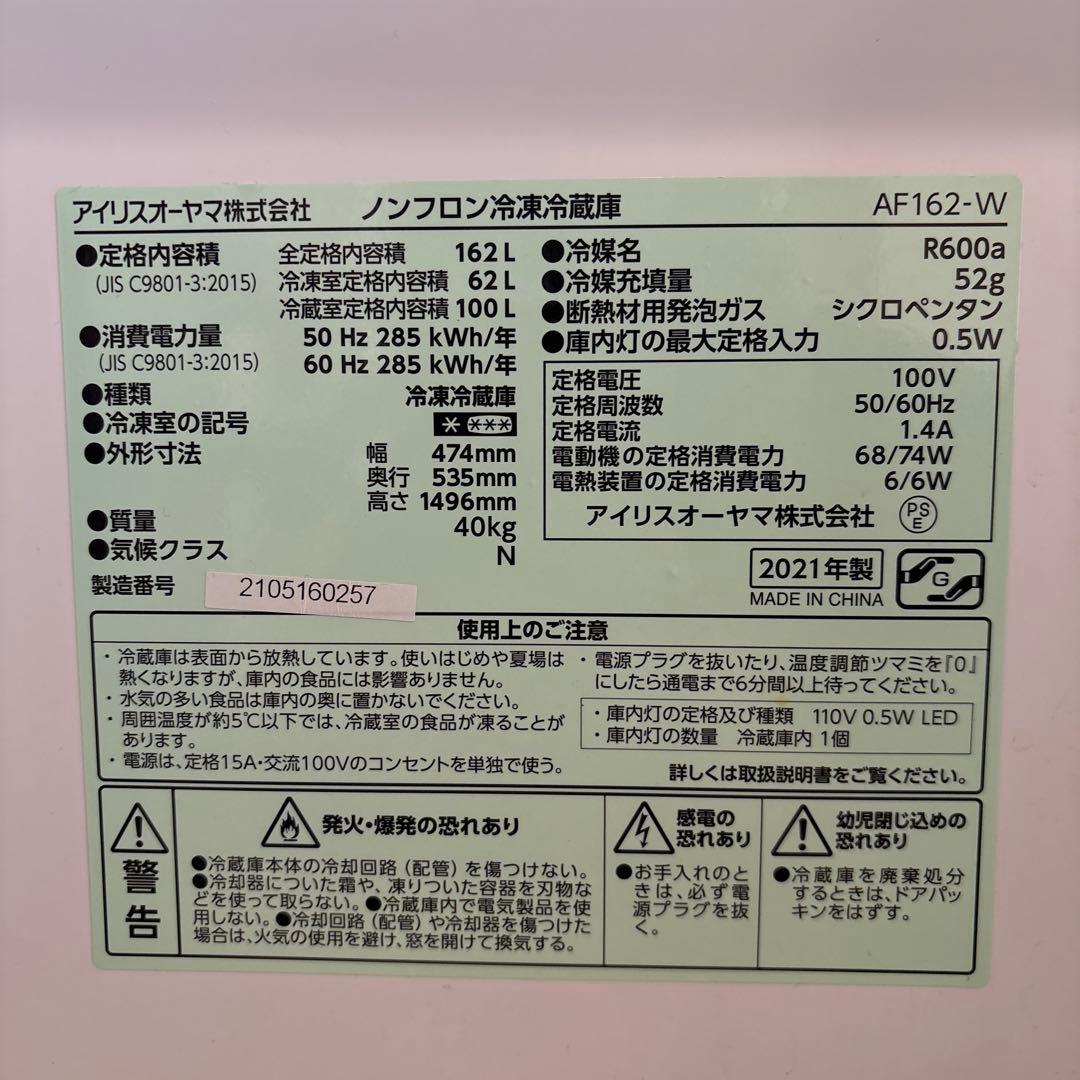 アイリスオーヤマ株式会社 ノンフロン冷凍冷蔵庫 AF162-W
●定格内容積 全定格内容積 162 L
(JIS C9801-3:2015) 冷凍室定格内容積 62 L
冷蔵室定格内容積 100 L
●消費電力量 50 Hz 285 kWh/年
(JIS C9801-3:2015) 60 Hz 285 kWh/年
●種類 冷凍冷蔵庫
●冷凍室の記号 * ***
●外形寸法 幅 474mm
奥行 535mm
高さ 1496mm
●質量 40kg
●気候クラス N
製造番号 2105160257
●冷媒名 R600a
●冷媒充填量 52g
●断熱材用発泡ガス シクロペンタン
●庫内灯の最大定格入力 0.5W
定格電圧 100V
定格周波数 50/60Hz
定格電流 1.4A
電動機の定格消費電力 68/74W
電熱装置の定格消費電力 6/6W
アイリスオーヤマ株式会社 PSE
2021年製
MADE IN CHINA
G
使用上のご注意
・冷蔵庫は表面から放熱しています。使いはじめや夏場は
熱くなりますが、庫内の食品には影響ありません。
・水気の多い食品は庫内の奥に置かないでください。
・周囲温度が約5℃以下では、冷蔵室の食品が凍ることが
あります。
・電源は、定格15A・交流100Vのコンセントを単独で使う。
・電源プラグを抜いたり、温度調節ツマミを『0』
にしたら通電まで6分間以上待ってください。
・庫内灯の定格及び種類 110V 0.5W LED
・庫内灯の数量 冷蔵庫内 1個
詳しくは取扱説明書をご覧ください。
警告
発火・爆発の恐れあり
●冷蔵庫本体の冷却回路（配管）を傷つけない。
●冷却器についた霜や、凍りついた容器を刃物な
どを使って取らない。●冷蔵庫内で電気製品を使
用しない。●冷却回路（配管）や冷却器を傷つけた
場合は、火気の使用を避け、窓を開けて換気する。
感電の
恐れあり
●お手入れのと
きは、必ず電
源プラグを抜
く。
幼児閉じ込めの
恐れあり
●冷蔵庫を廃棄処分
するときは、ドアパッ
キンをはずす。